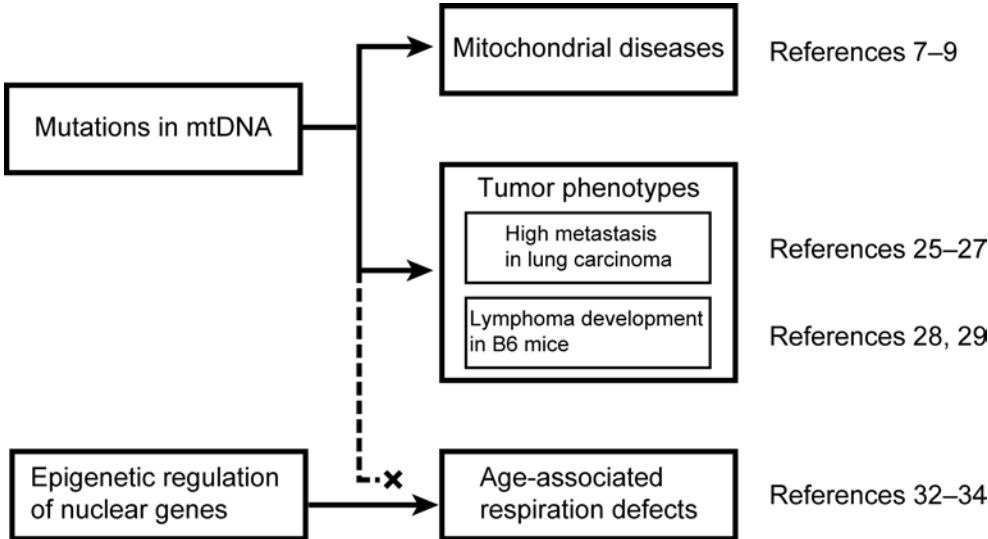 Mitochondrial diseases
References 7–9
Mutations in mtDNA
Tumor phenotypes
High metastasis
in lung carcinoma
References 25–27
Lymphoma development
in B6 mice
References 28, 29
Epigenetic regulation
of nuclear genes
Age-associated
respiration defects
References 32–34